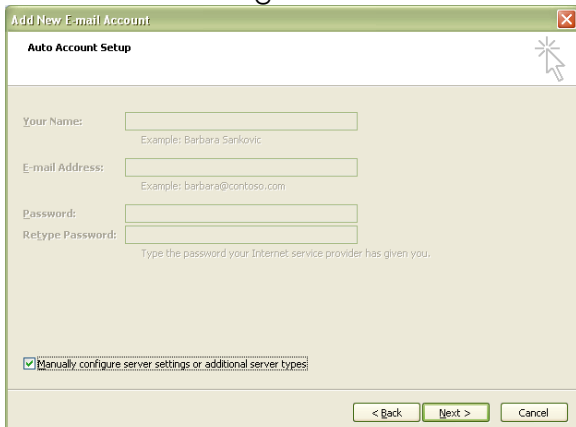 Add New E-mail Account
Auto Account Setup
Your Name:
Example: Barbara Sankovic
E-mail Address:
Example: barbara@contoso.com
Password:
Retype Password:
Type the password your Internet service provider has given you.
Manually configure server settings or additional server types
< Back Next > Cancel